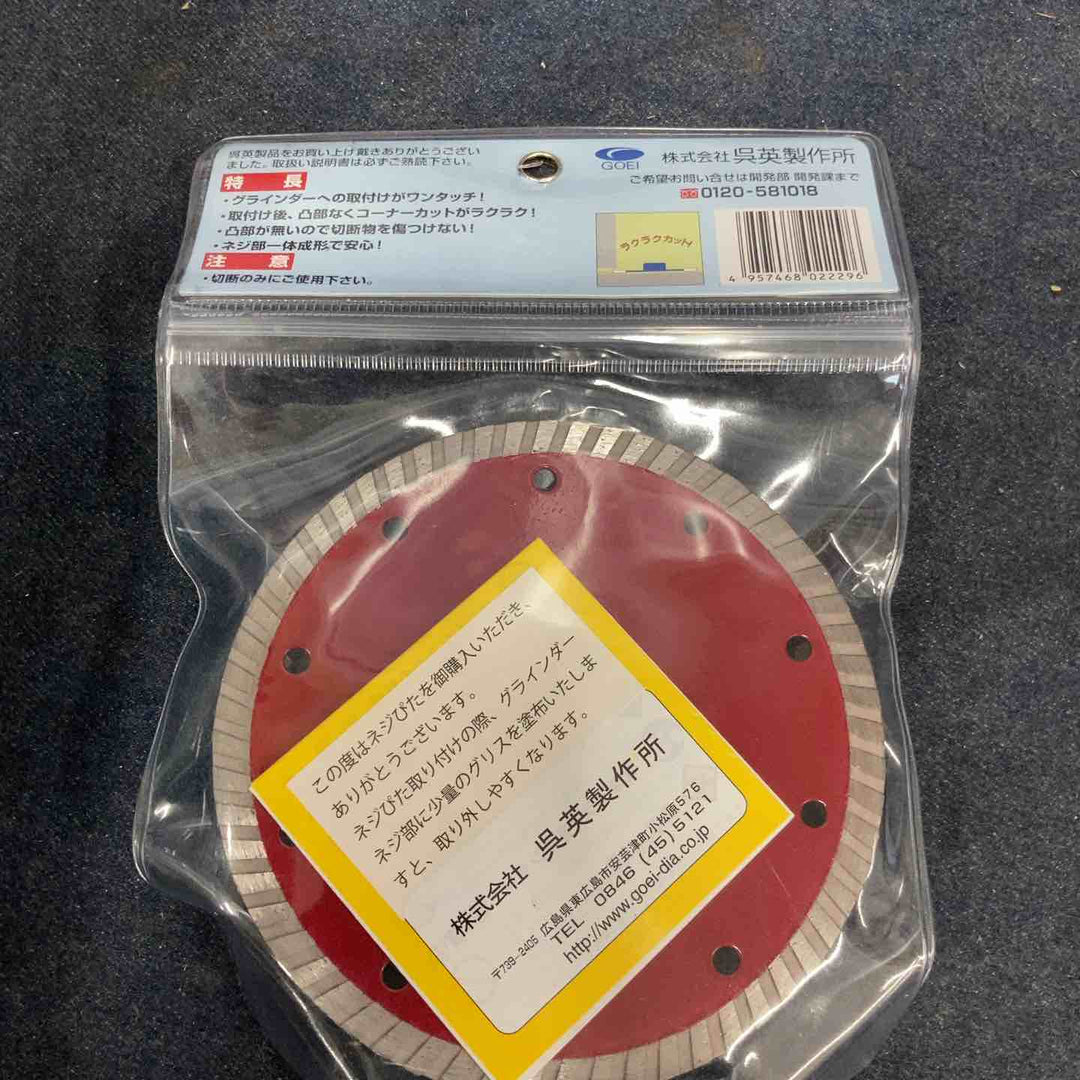 呉英製品をお買い上げ戴きありがとうござい
ました。取扱い説明書は必ずご熟読下さい。
特 長
・グラインダーへの取付けがワンタッチ!
・取付け後、凸部なくコーナーカットがラクラク!
・凸部が無いので切断物を傷つけない!
・ネジ部一体成形で安心!
注 意
・切断のみにご使用下さい。
GOEI
株式会社 呉英製作所
ご希望・お問い合せは開発部 開発課まで
0120-581018
ラクラクカット!
4 957468 022296
この度はネジぴたを御購入いただき、
ありがとうございます。
ネジぴた取り付けの際、グラインダー
ネジ部に少量のグリスを塗布いたしま
すと、取り外しやすくなります。
株式会社 呉英製作所
〒739-2405 広島県東広島市安芸津町小松原576
TEL 0846 (45) 5121
http://www.goei-dia.co.jp